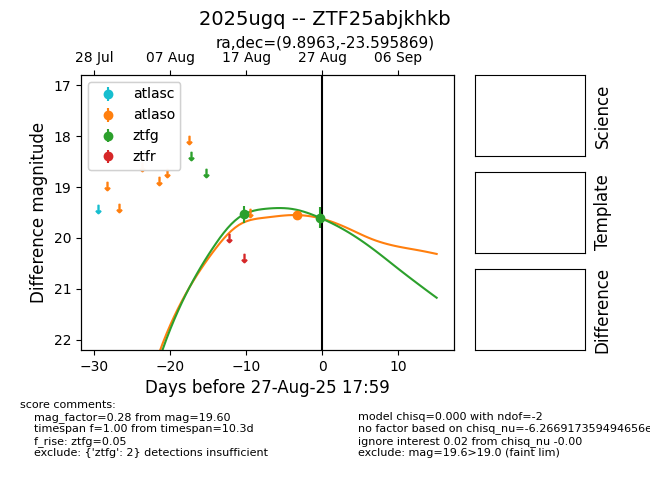 2025ugq -- ZTF25abjkhkb
ra,dec=(9.8963,-23.595869)
28 Jul 07 Aug 17 Aug 27 Aug 06 Sep
atlasc
atlaso
ztfg
ztfr
17
18
19
20
21
22
Difference magnitude
−30 −20 −10 0 10
Days before 27-Aug-25 17:59
Science
Template
Difference
score comments:
mag_factor=0.28 from mag=19.60
timespan f=1.00 from timespan=10.3d
f_rise: ztfg=0.05
exclude: {'ztfg': 2} detections insufficient
model chisq=0.000 with ndof=-2
no factor based on chisq_nu=-6.266917359494656e
ignore interest 0.02 from chisq_nu -0.00
exclude: mag=19.6>19.0 (faint lim)